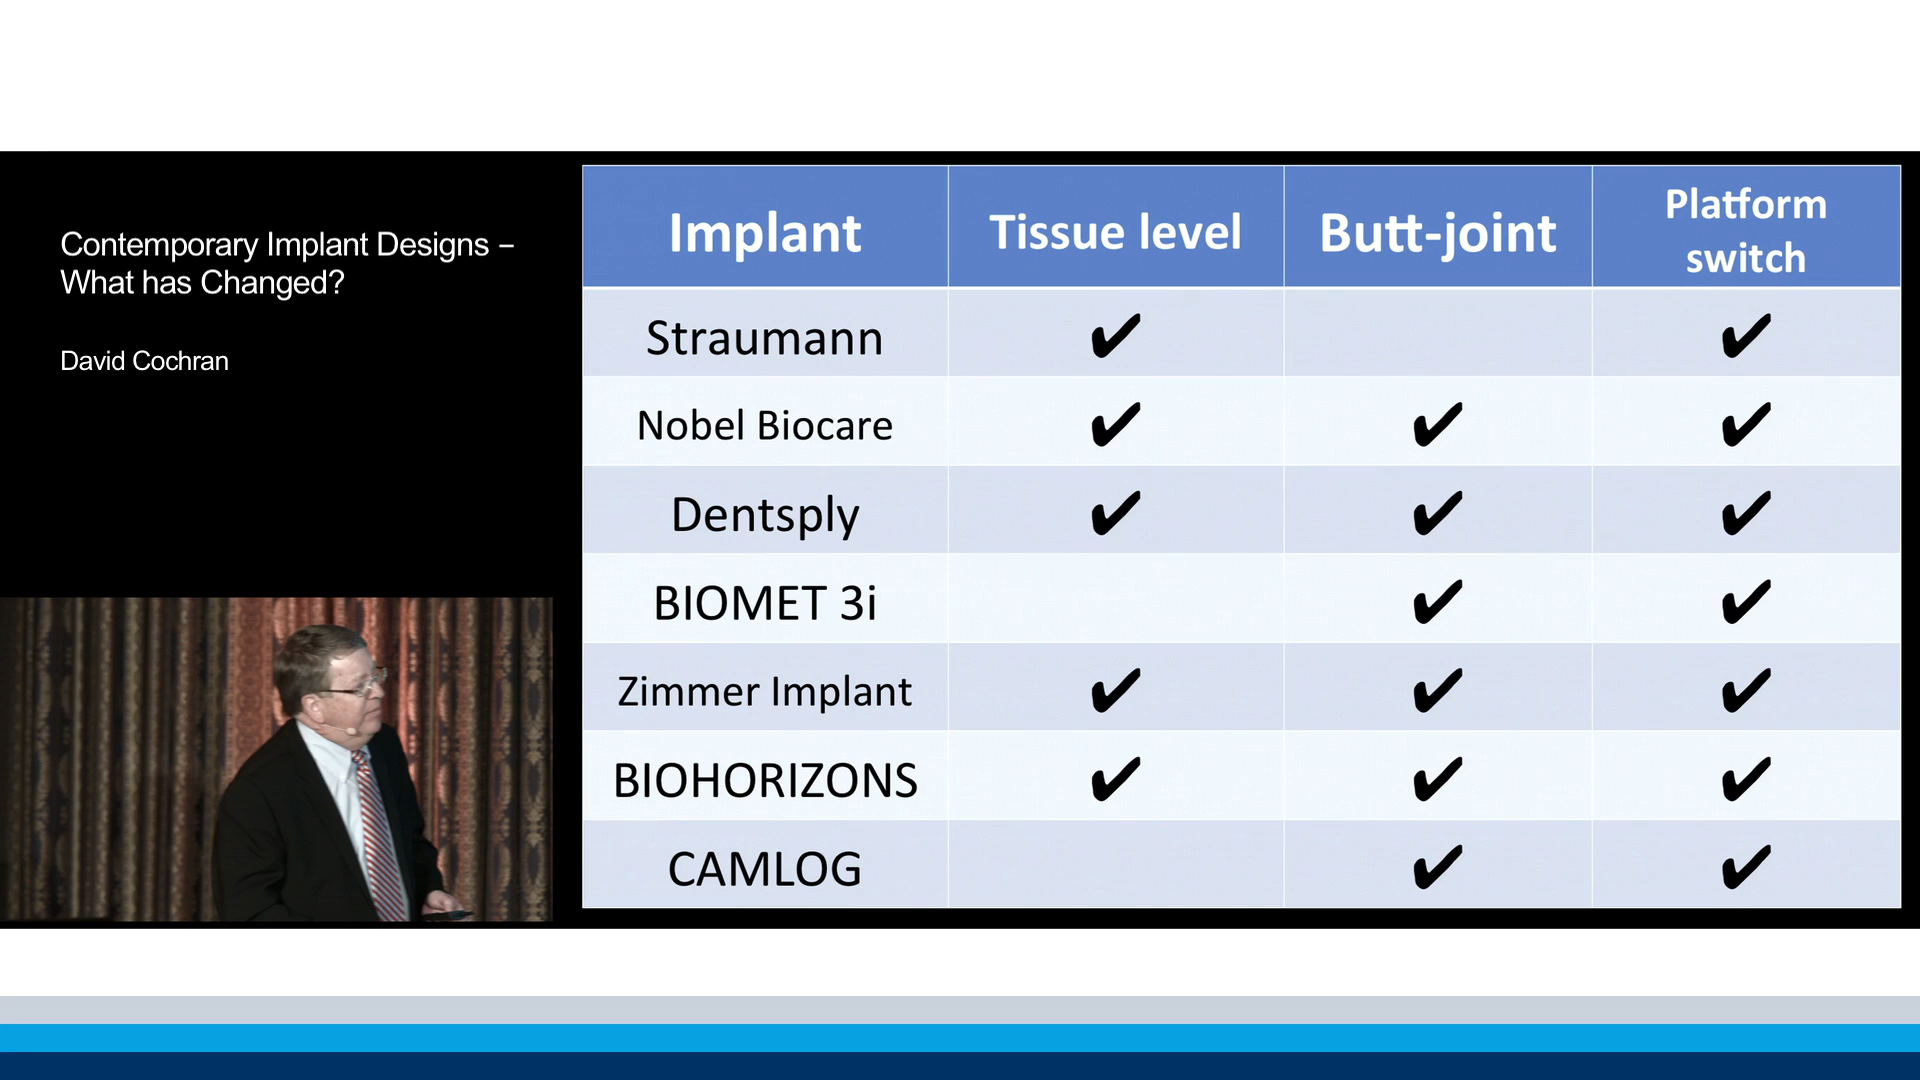 Contemporary Implant Designs –
What has Changed?
David Cochran
Implant Tissue level Butt-joint Platform switch
Straumann ✔ ✔
Nobel Biocare ✔ ✔ ✔
Dentsply ✔ ✔ ✔
BIOMET 3i ✔ ✔
Zimmer Implant ✔ ✔ ✔
BIOHORIZONS ✔ ✔ ✔
CAMLOG ✔ ✔